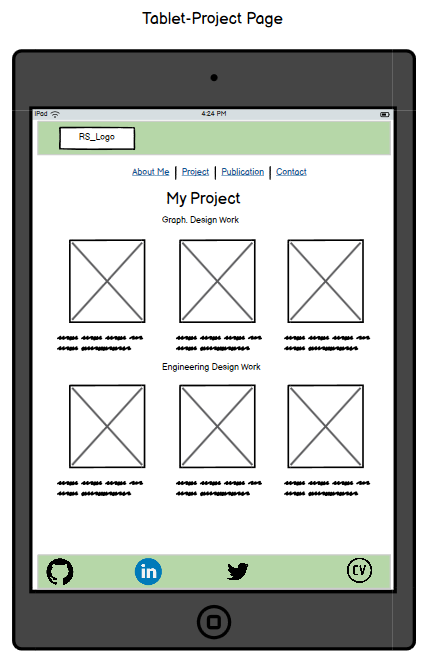 Tablet-Project Page
iPad 4:24 PM
RS_Logo
About Me | Project | Publication | Contact
My Project
Graph. Design Work
Engineering Design Work
in CV